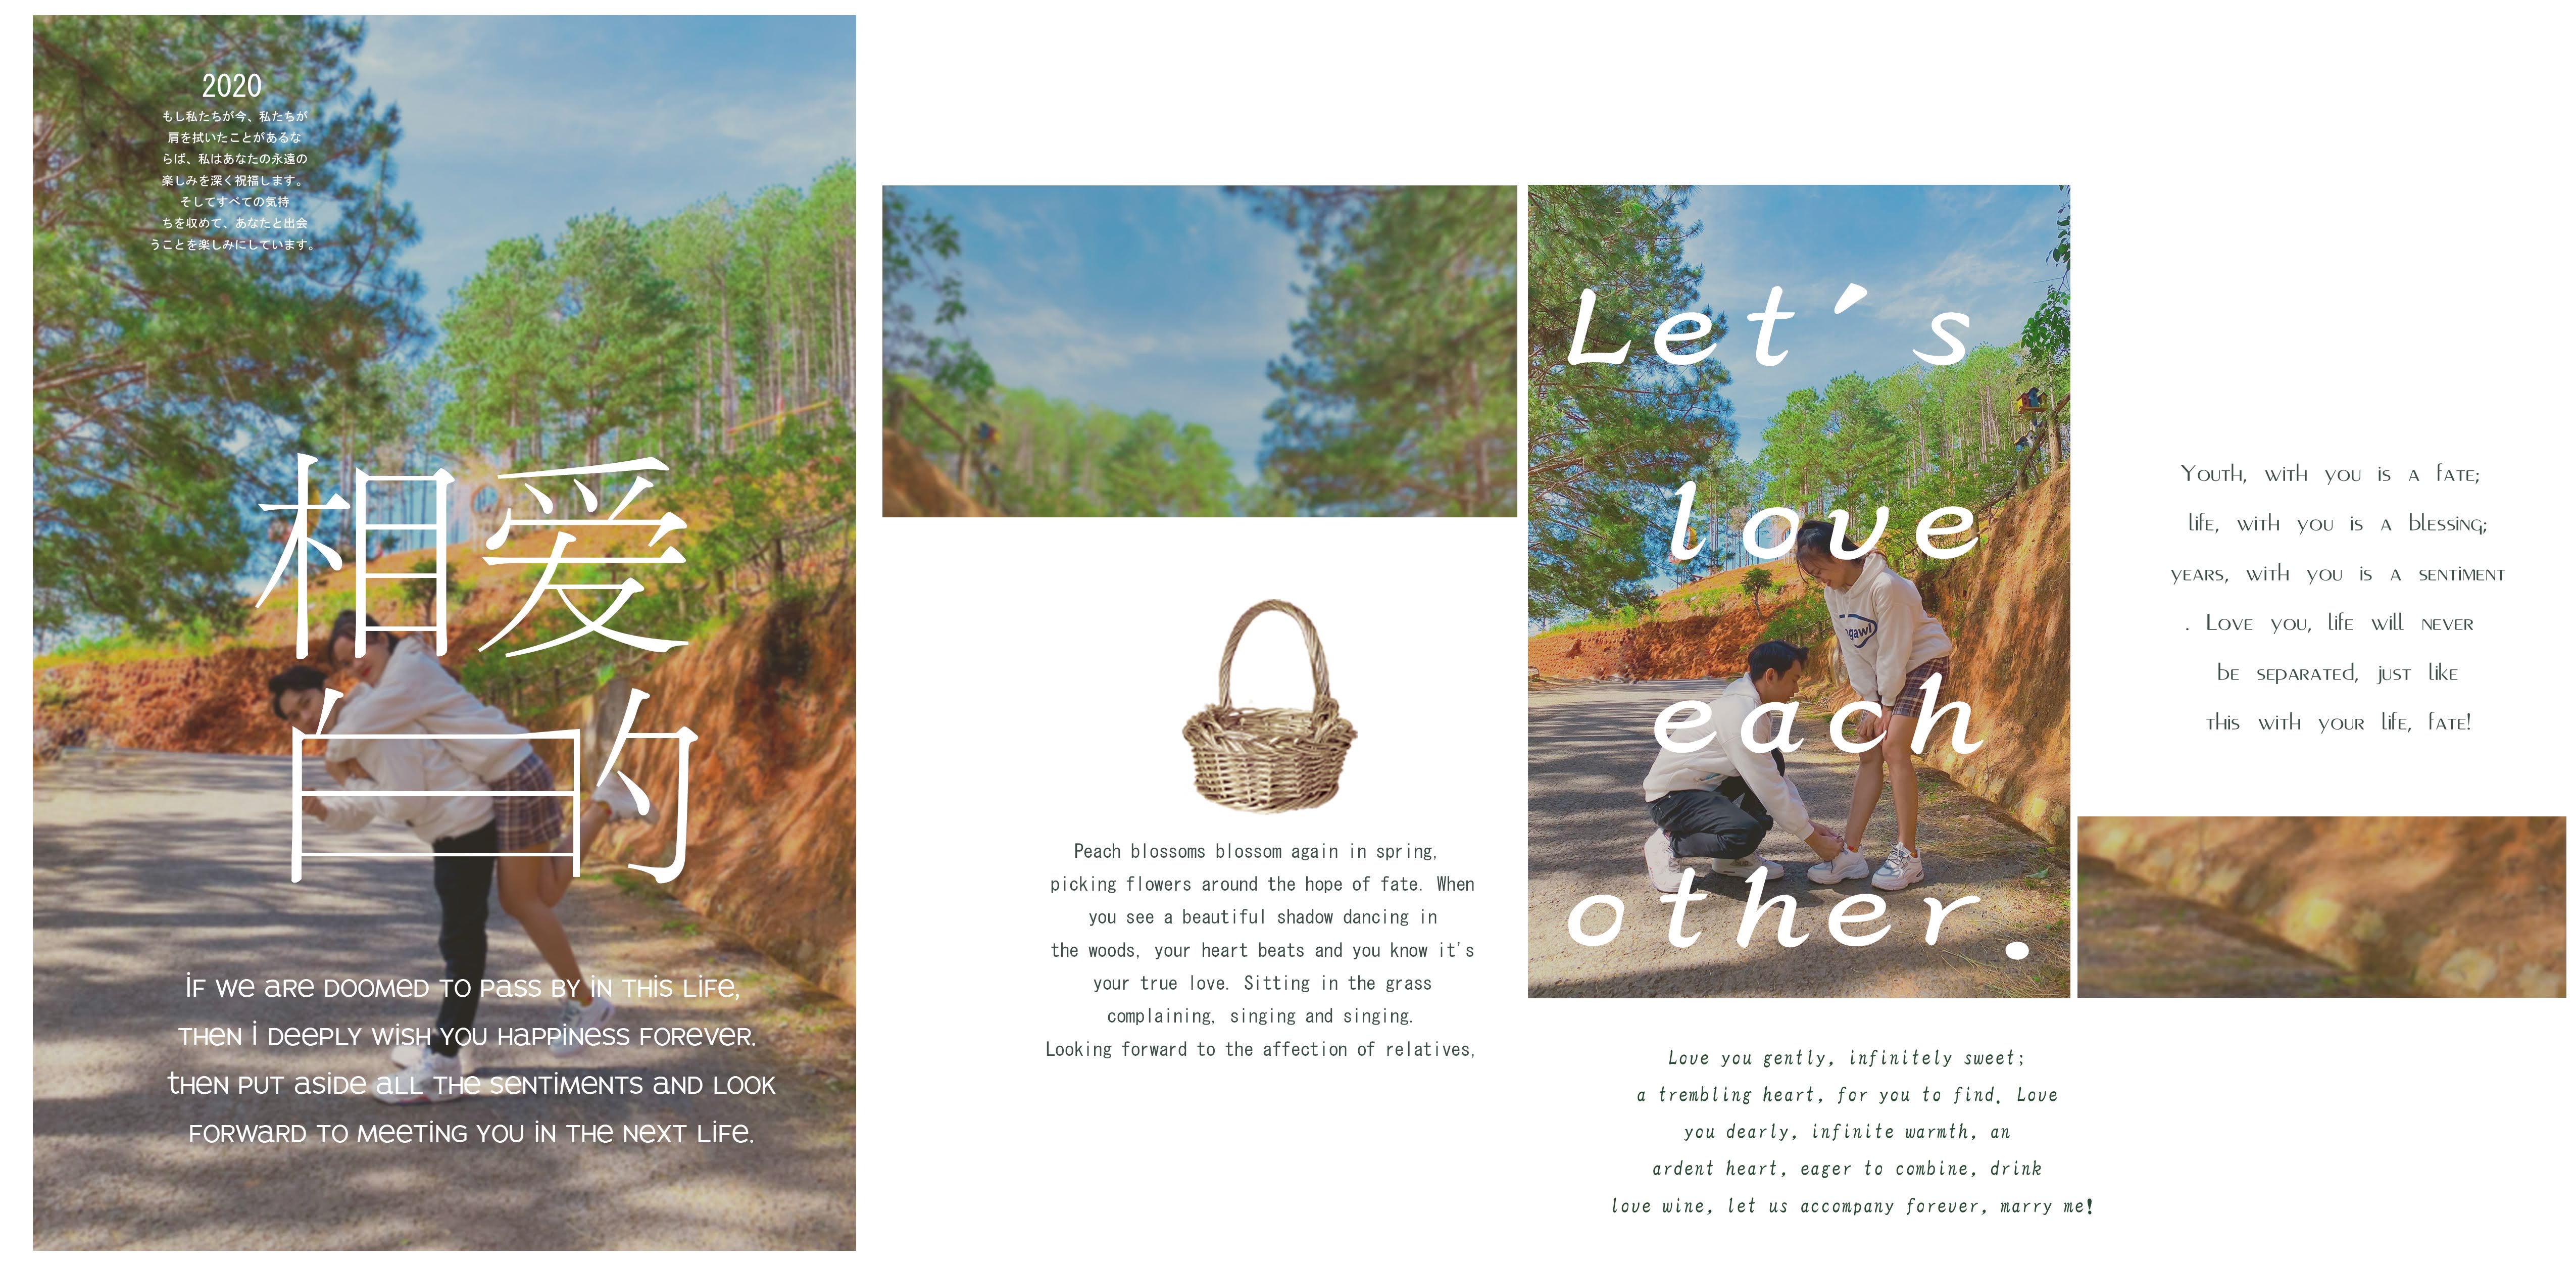 2020
もし私たちが今、私たちが
肩を拭いたことがあるな
らば、私はあなたの永遠の
楽しみを深く祝福します。
そしてすべての気持
ちを収めて、あなたと出会
うことを楽しみにしています。
相爱
的
iF we are DOOMeD TO pass BY iN THis LiFe,
THeN i DeePLY wisH YOU HaPPiNess FOReveR.
tHeN PUT asiDe aLL THe seNTiMeNTs aND LOOK
FORwaRD TO MeeTiNG YOU iN THe NeXT LiFe.
Peach blossoms blossom again in spring,
picking flowers around the hope of fate. When
you see a beautiful shadow dancing in
the woods, your heart beats and you know it's
your true love. Sitting in the grass
complaining, singing and singing.
Looking forward to the affection of relatives,
Let's
love
each
other.
gawl
Love you gently, infinitely sweet;
a trembling heart, for you to find. Love
you dearly, infinite warmth, an
ardent heart, eager to combine, drink
love wine, let us accompany forever, marry me!
Youth, with you is a fate;
life, with you is a blessing;
years, with you is a sentiment
. Love you, life will never
be separated, just like
this with your life, fate!